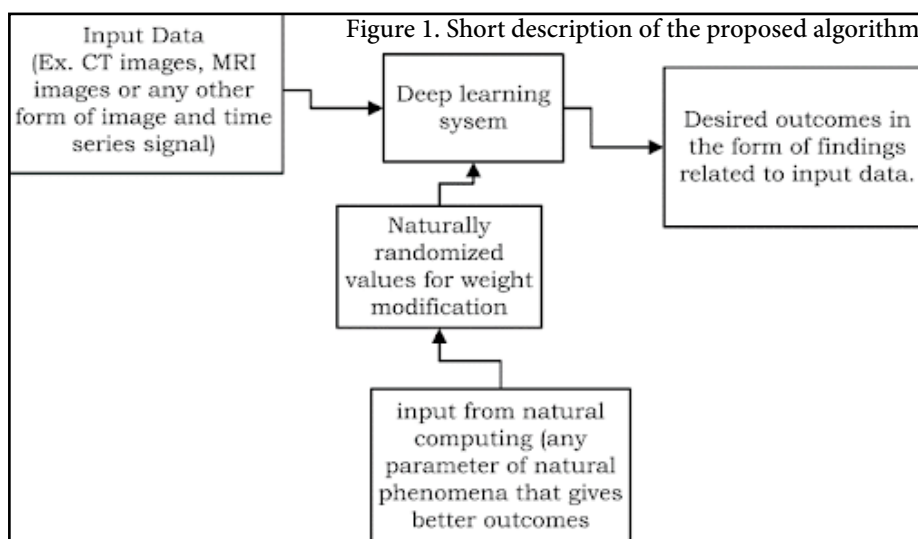 Figure 1. Short description of the proposed algorithm
Input Data
(Ex. CT images, MRI
images or any other
form of image and time
series signal)
Deep learning
sysem
Desired outcomes in
the form of findings
related to input data.
Naturally
randomized
values for weight
modification
input from natural
computing (any
parameter of natural
phenomena that gives
better outcomes